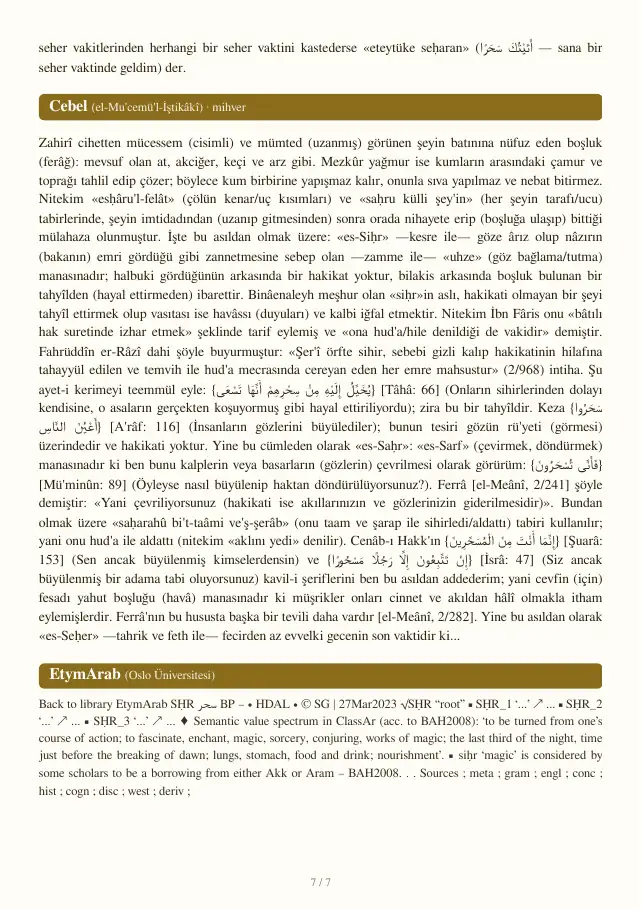 seher vakitlerinden herhangi bir seher vaktini kastederse «eteytüke seḥaran» (أَتَيْتُكَ سَحَرًا — sana bir
seher vaktinde geldim) der.
Cebel (el-Mu'cemü'l-İştikâkî) · mihver
Zahirî cihetten mücessem (cisimli) ve mümted (uzanmış) görünen şeyin batınına nüfuz eden boşluk
(ferâğ): mevsuf olan at, akciğer, keçi ve arz gibi. Mezkûr yağmur ise kumların arasındaki çamur ve
toprağı tahlil edip çözer; böylece kum birbirine yapışmaz kalır, onunla sıva yapılmaz ve nebat bitirmez.
Nitekim «esḥâru'l-felât» (çölün kenar/uç kısımları) ve «saḥru külli şey'in» (her şeyin tarafı/ucu)
tabirlerinde, şeyin imtidadından (uzanıp gitmesinden) sonra orada nihayete erip (boşluğa ulaşıp) bittiği
mülahaza olunmuştur. İşte bu asıldan olmak üzere: «es-Siḥr» —kesre ile— göze ârız olup nâzırın
(bakanın) emri gördüğü gibi zannetmesine sebep olan —zamme ile— «uhze» (göz bağlama/tutma)
manasınadır; halbuki gördüğünün arkasında bir hakikat yoktur, bilakis arkasında boşluk bulunan bir
tahyîlden (hayal ettirmeden) ibarettir. Binâenaleyh meşhur olan «siḥr»in aslı, hakikati olmayan bir şeyi
tahyîl ettirmek olup vasıtası ise havâssı (duyuları) ve kalbi iğfal etmektir. Nitekim İbn Fâris onu «bâtılı
hak suretinde izhar etmek» şeklinde tarif eylemiş ve «ona hud'a/hile denildiği de vakidir» demiştir.
Fahrüddîn er-Râzî dahi şöyle buyurmuştur: «Şer'î örfte sihir, sebebi gizli kalıp hakikatinin hilafına
tahayyül edilen ve temvih ile hud'a mecrasında cereyan eden her emre mahsustur» (2/968) intiha. Şu
ayet-i kerimeyi teemmül eyle: {يُخَيَّلُ إِلَيْهِ مِنْ سِحْرِهِمْ أَنَّهَا تَسْعَى} [Tâhâ: 66] (Onların sihirlerinden dolayı
kendisine, o asaların gerçekten koşuyormuş gibi hayal ettiriliyordu); zira bu bir tahyîldir. Keza {سَحَرُوا
أَعْيُنَ النَّاسِ} [A'râf: 116] (İnsanların gözlerini büyülediler); bunun tesiri gözün rü'yeti (görmesi)
üzerindedir ve hakikati yoktur. Yine bu cümleden olarak «es-Saḥr»: «es-Sarf» (çevirmek, döndürmek)
manasınadır ki ben bunu kalplerin veya basarların (gözlerin) çevrilmesi olarak görürüm: {فَأَنَّى تُسْحَرُونَ}
[Mü'minûn: 89] (Öyleyse nasıl büyülenip haktan döndürülüyorsunuz?). Ferrâ [el-Meânî, 2/241] şöyle
demiştir: «Yani çevriliyorsunuz (hakikati ise akıllarınızın ve gözlerinizin giderilmesidir)». Bundan
olmak üzere «saḥarahû bi't-taâmi ve'ş-şerâb» (onu taam ve şarap ile sihirledi/aldattı) tabiri kullanılır;
yani onu hud'a ile aldattı (nitekim «aklını yedi» denilir). Cenâb-ı Hakk'ın {إِنَّمَا أَنْتَ مِنَ الْمُسَحَّرِينَ} [Şuarâ:
153] (Sen ancak büyülenmiş kimselerdensin) ve {إِنْ تَتَّبِعُونَ إِلَّا رَجُلًا مَسْحُورًا} [İsrâ: 47] (Siz ancak
büyülenmiş bir adama tabi oluyorsunuz) kavil-i şeriflerini ben bu asıldan addederim; yani cevfin (için)
fesadı yahut boşluğu (havâ) manasınadır ki müşrikler onları cinnet ve akıldan hâlî olmakla itham
eylemişlerdir. Ferrâ'nın bu hususta başka bir tevili daha vardır [el-Meânî, 2/282]. Yine bu asıldan olarak
«es-Seḥer» —tahrik ve feth ile— fecirden az evvelki gecenin son vaktidir ki...
EtymArab (Oslo Üniversitesi)
Back to library EtymArab SḤR سحر BP – • HDAL • © SG | 27Mar2023 √SḤR “root” ▪ SḤR_1 ‘...’ ↗ ... ▪ SḤR_2
‘...’ ↗ ... ▪ SḤR_3 ‘...’ ↗ ... ♦ Semantic value spectrum in ClassAr (acc. to BAH2008): ‘to be turned from one’s
course of action; to fascinate, enchant, magic, sorcery, conjuring, works of magic; the last third of the night, time
just before the breaking of dawn; lungs, stomach, food and drink; nourishment’. ▪ siḥr ‘magic’ is considered by
some scholars to be a borrowing from either Akk or Aram – BAH2008. . . Sources ; meta ; gram ; engl ; conc ;
hist ; cogn ; disc ; west ; deriv ;
7 / 7